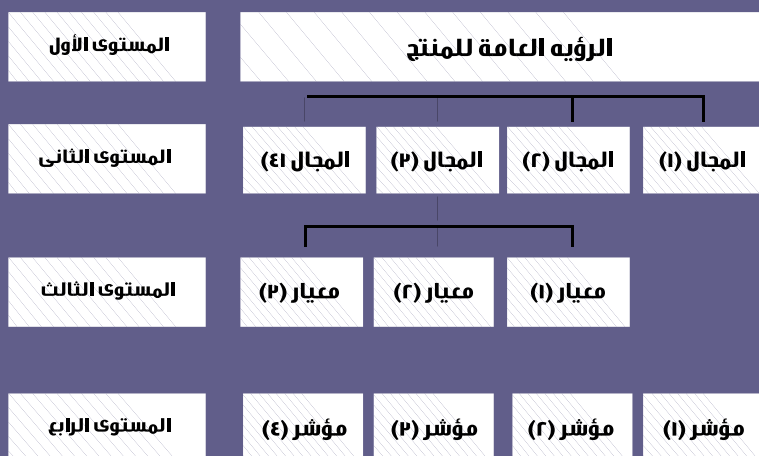 الرؤيه العامة للمنتج
المستوى الأول
المجال (١)
المجال (٢)
المجال (٣)
المجال ٤١)
المستوى الثانى
معيار (١)
معيار (٢)
معيار (٣)
المستوى الثالث
مؤشر (١)
مؤشر (٢)
مؤشر (٣)
مؤشر (٤)
المستوى الرابع